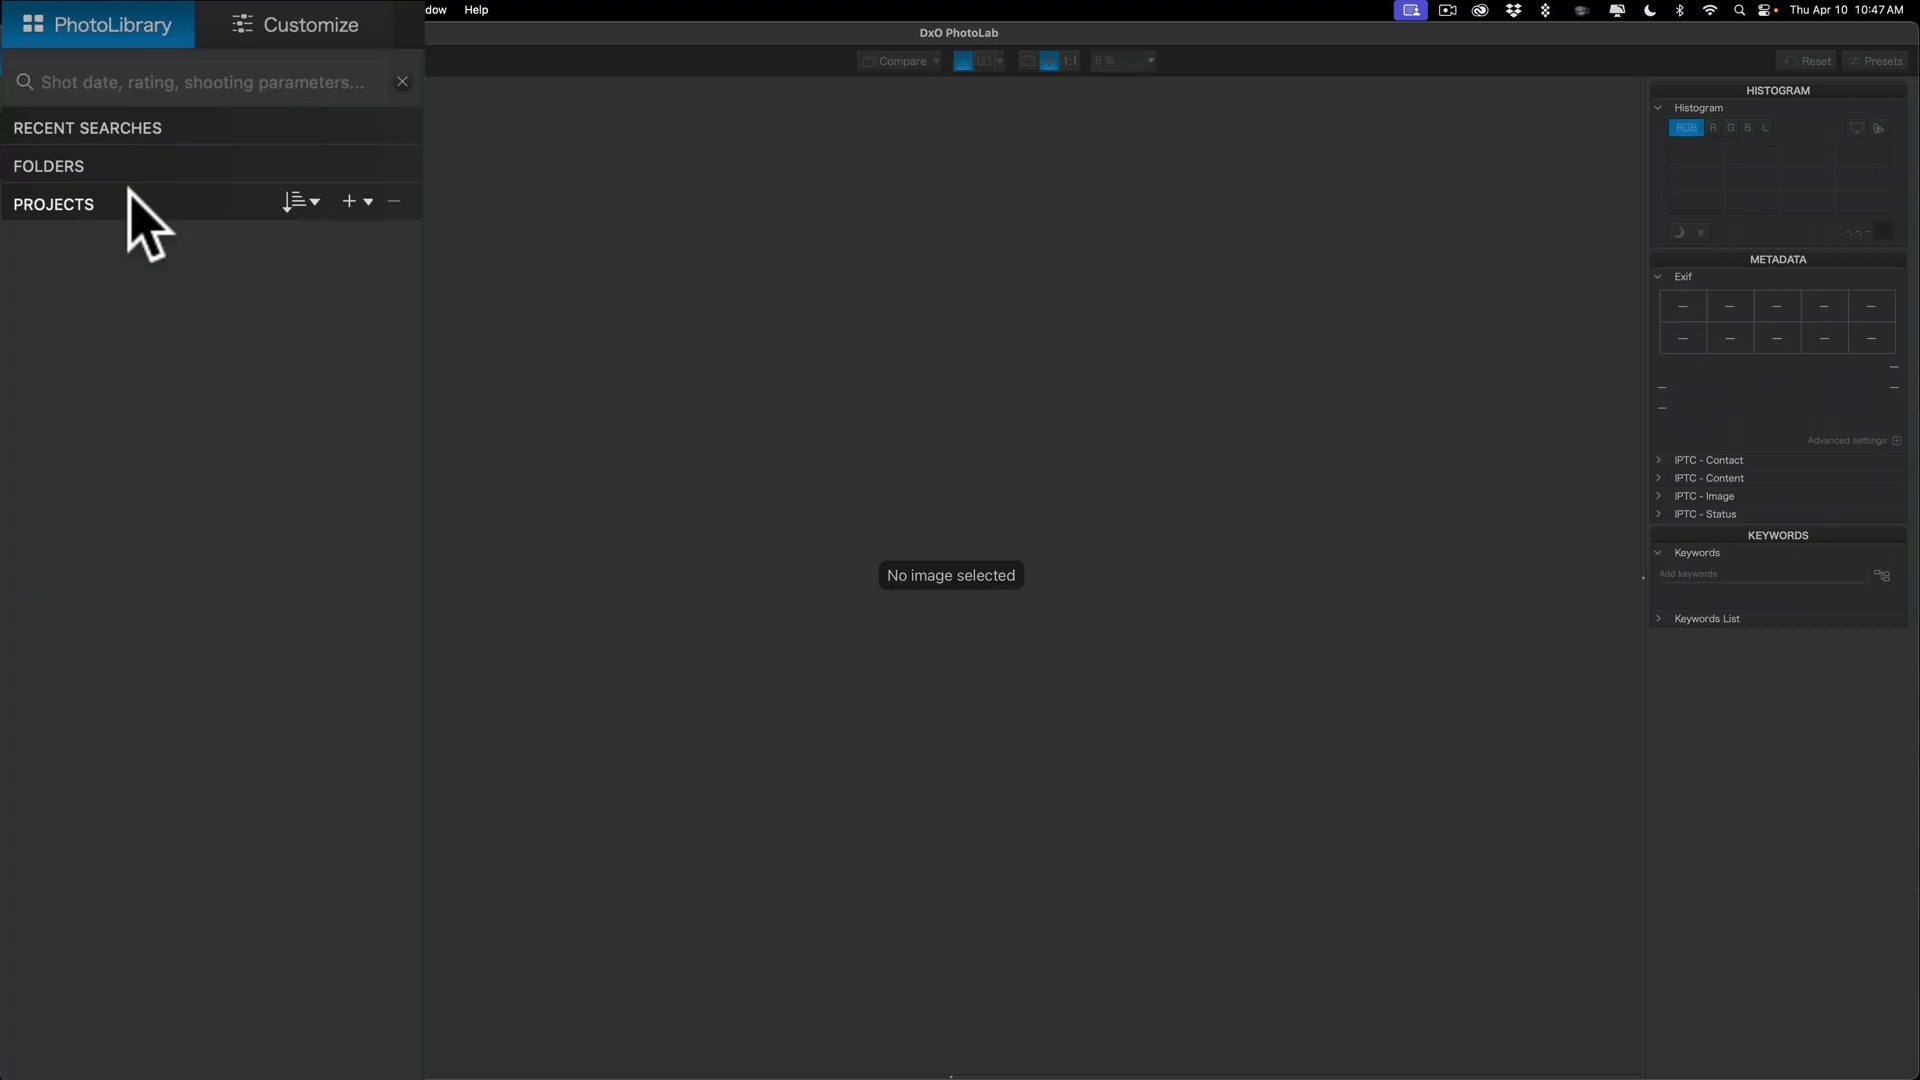 dow Help
Thu Apr 10 10:47 AM
PhotoLibrary
Customize
DxO PhotoLab
Compare
1:1
6 %
Reset
Presets
Shot date, rating, shooting parameters...
RECENT SEARCHES
FOLDERS
PROJECTS
No image selected
HISTOGRAM
Histogram
RGB R G B L
METADATA
Exif
Advanced settings
IPTC - Contact
IPTC - Content
IPTC - Image
IPTC - Status
KEYWORDS
Keywords
Add keywords
Keywords List